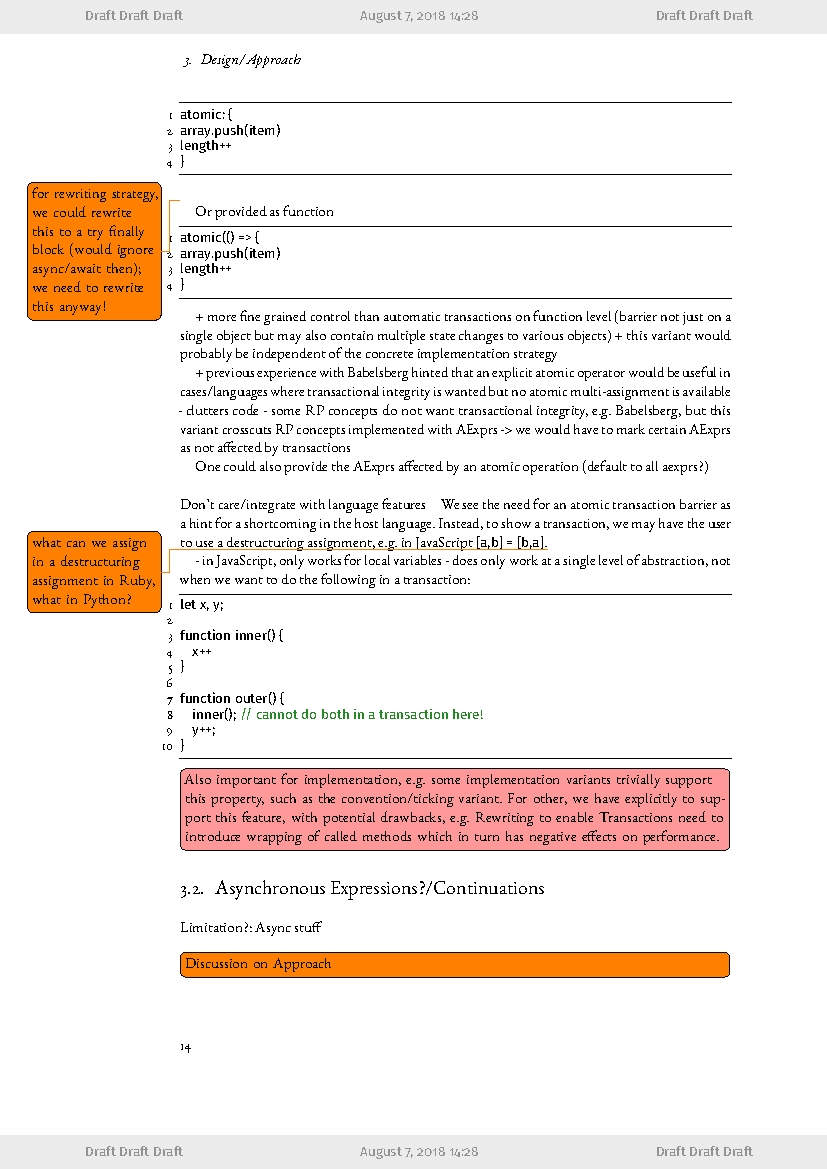 Draft Draft Draft August 7, 2018 14:28 Draft Draft Draft
3. Design/Approach
1 atomic: {
2 array.push(item)
3 length++
4 }
for rewriting strategy,
we could rewrite
this to a try finally
block (would ignore
async/await then);
we need to rewrite
this anyway!
Or provided as function
1 atomic(() => {
2 array.push(item)
3 length++
4 }
+ more fine grained control than automatic transactions on function level (barrier not just on a
single object but may also contain multiple state changes to various objects) + this variant would
probably be independent of the concrete implementation strategy
+ previous experience with Babelsberg hinted that an explicit atomic operator would be useful in
cases/languages where transactional integrity is wanted but no atomic multi-assignment is available
- clutters code - some RP concepts do not want transactional integrity, e.g. Babelsberg, but this
variant crosscuts RP concepts implemented with AExprs -> we would have to mark certain AExprs
as not affected by transactions
One could also provide the AExprs affected by an atomic operation (default to all aexprs?)
Don't care/integrate with language features We see the need for an atomic transaction barrier as
a hint for a shortcoming in the host language. Instead, to show a transaction, we may have the user
to use a destructuring assignment, e.g. in JavaScript [a,b] = [b,a].
what can we assign
in a destructuring
assignment in Ruby,
what in Python?
- in JavaScript, only works for local variables - does only work at a single level of abstraction, not
when we want to do the following in a transaction:
1 let x, y;
2
3 function inner() {
4 x++
5 }
6
7 function outer() {
8 inner(); // cannot do both in a transaction here!
9 y++;
10 }
Also important for implementation, e.g. some implementation variants trivially support
this property, such as the convention/ticking variant. For other, we have explicitly to sup-
port this feature, with potential drawbacks, e.g. Rewriting to enable Transactions need to
introduce wrapping of called methods which in turn has negative effects on performance.
3.2. Asynchronous Expressions?/Continuations
Limitation?: Async stuff
Discussion on Approach
14
Draft Draft Draft August 7, 2018 14:28 Draft Draft Draft